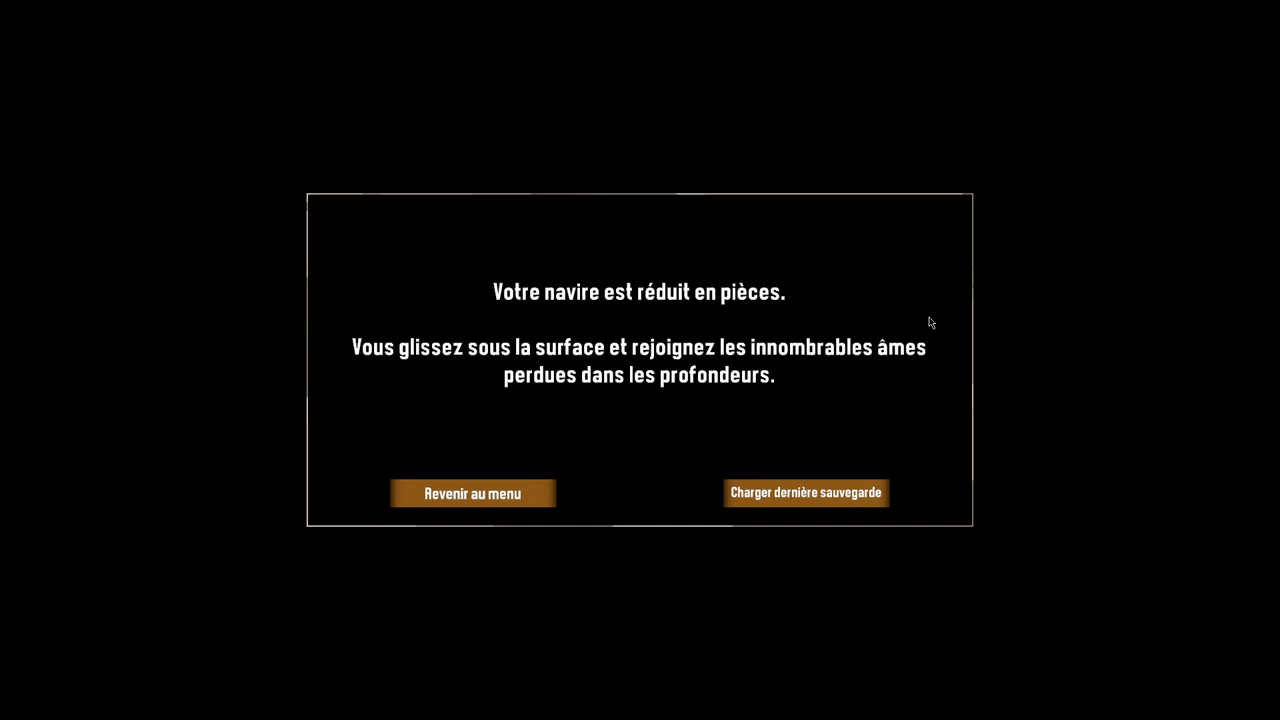 Votre navire est réduit en pièces.
Vous glissez sous la surface et rejoignez les innombrables âmes
perdues dans les profondeurs.
Revenir au menu
Charger dernière sauvegarde